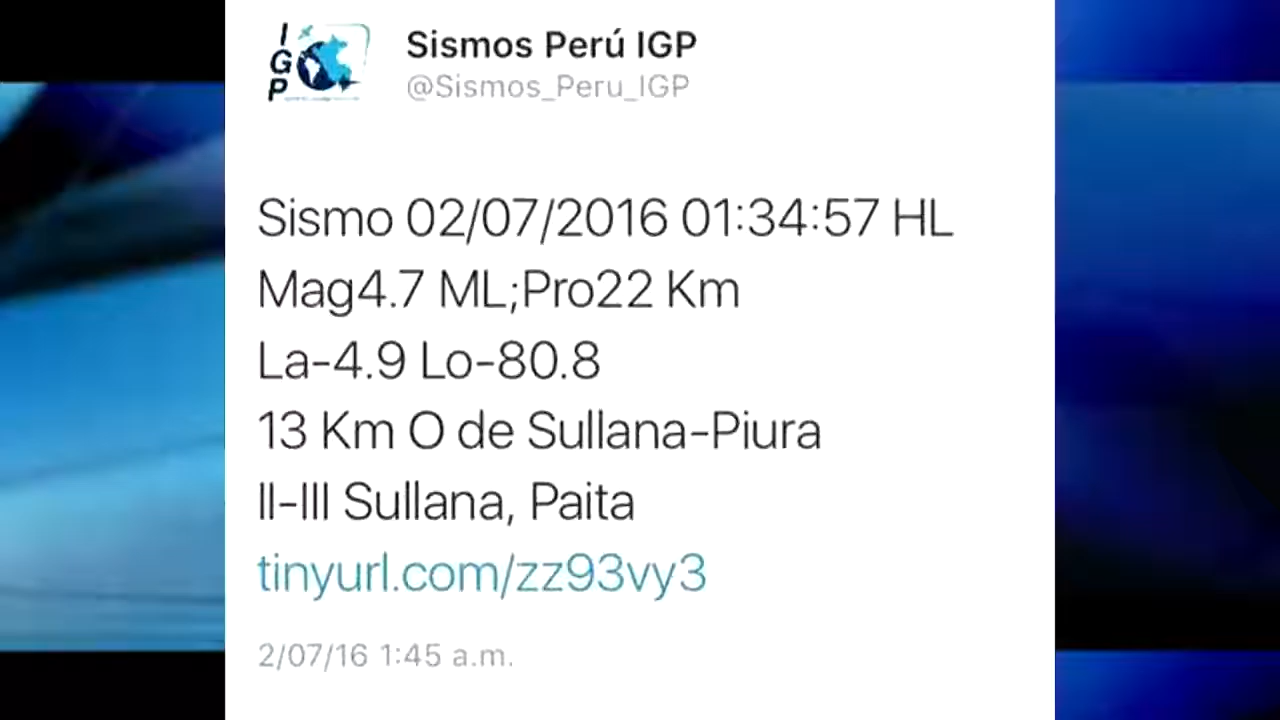 IGP
Sismos Perú IGP
@Sismos_Peru_IGP
Sismo 02/07/2016 01:34:57 HL
Mag4.7 ML;Pro22 Km
La-4.9 Lo-80.8
13 Km O de Sullana-Piura
II-III Sullana, Paita
tinyurl.com/zz93vy3
2/07/16 1:45 a.m.